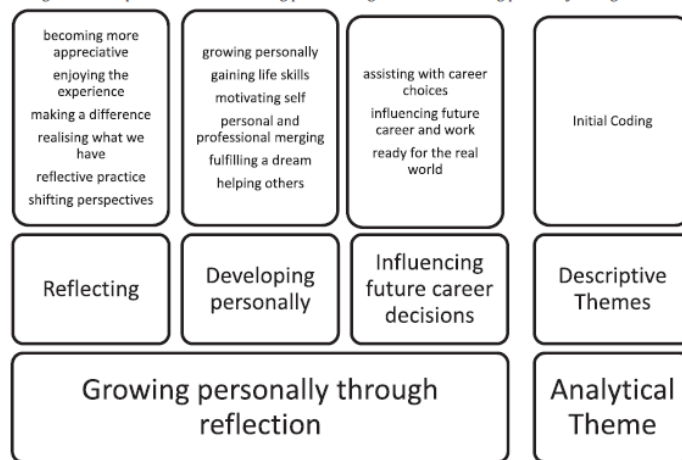 becoming more
appreciative
enjoying the
experience
making a difference
realising what we
have
reflective practice
shifting perspectives
growing personally
gaining life skills
motivating self
personal and
professional merging
fulfilling a dream
helping others
assisting with career
choices
influencing future
career and work
ready for the real
world
Initial Coding
Reflecting
Developing
personally
Influencing
future career
decisions
Descriptive
Themes
Growing personally through
reflection
Analytical
Theme